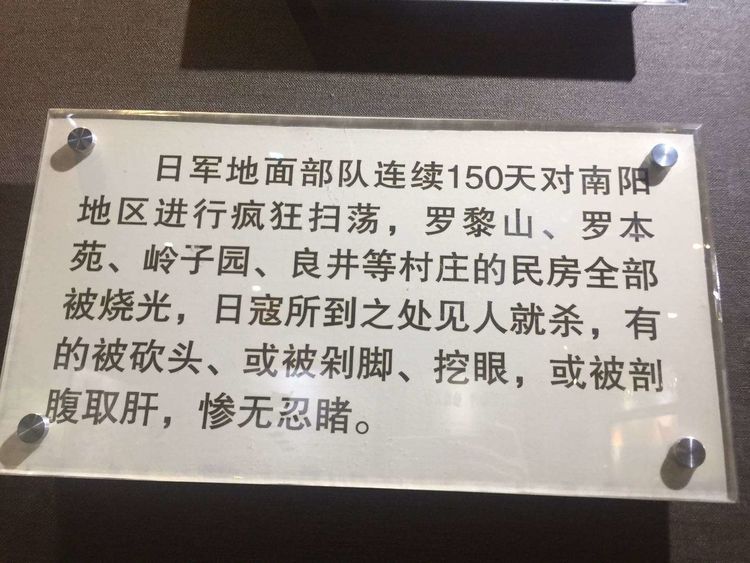 日军地面部队连续150天对南阳
地区进行疯狂扫荡，罗黎山、罗本
苑、岭子园、良井等村庄的民房全部
被烧光，日寇所到之处见人就杀，有
的被砍头、或被剁脚、挖眼，或被剖
腹取肝，惨无忍睹。